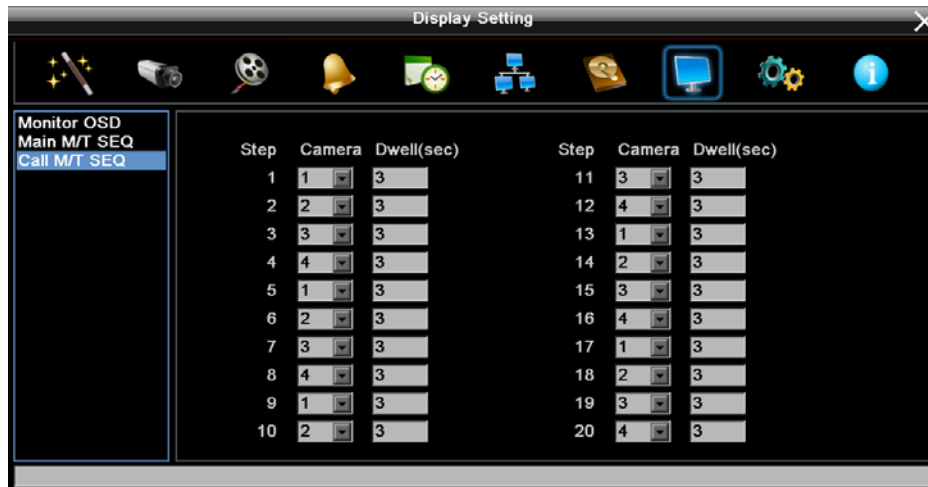 Display Setting
Monitor OSD
Main M/T SEQ
Call M/T SEQ
Step Camera Dwell(sec) Step Camera Dwell(sec)
1 1 3 11 3 3
2 2 3 12 4 3
3 3 3 13 1 3
4 4 3 14 2 3
5 1 3 15 3 3
6 2 3 16 4 3
7 3 3 17 1 3
8 4 3 18 2 3
9 1 3 19 3 3
10 2 3 20 4 3